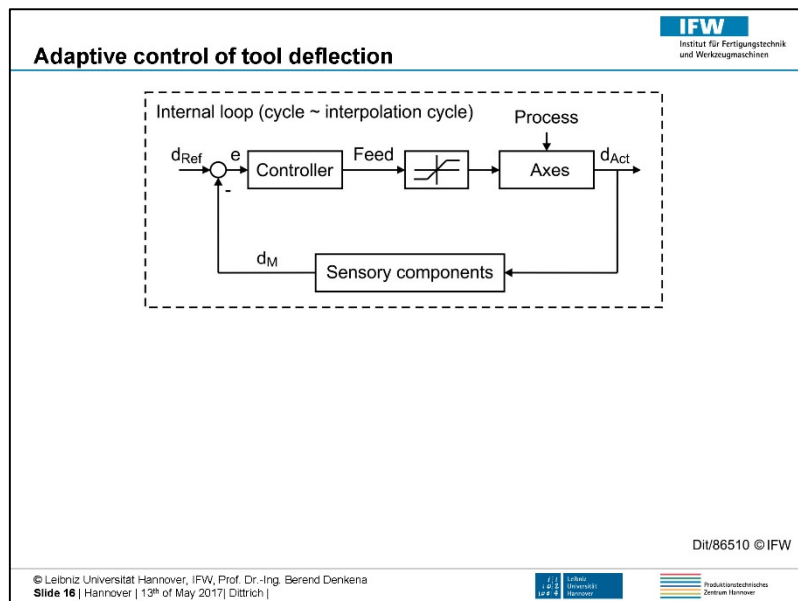 IFW
Institut für Fertigungstechnik
und Werkzeugmaschinen
Adaptive control of tool deflection
Internal loop (cycle ~ interpolation cycle)
Process
dRef
e
Controller
Feed
Axes
dAct
-
dM
Sensory components
Dit/86510 © IFW
© Leibniz Universität Hannover, IFW, Prof. Dr.-Ing. Berend Denkena
Slide 16 | Hannover | 13th of May 2017| Dittrich |
Leibniz
Universität
Hannover
Produktionstechnisches
Zentrum Hannover